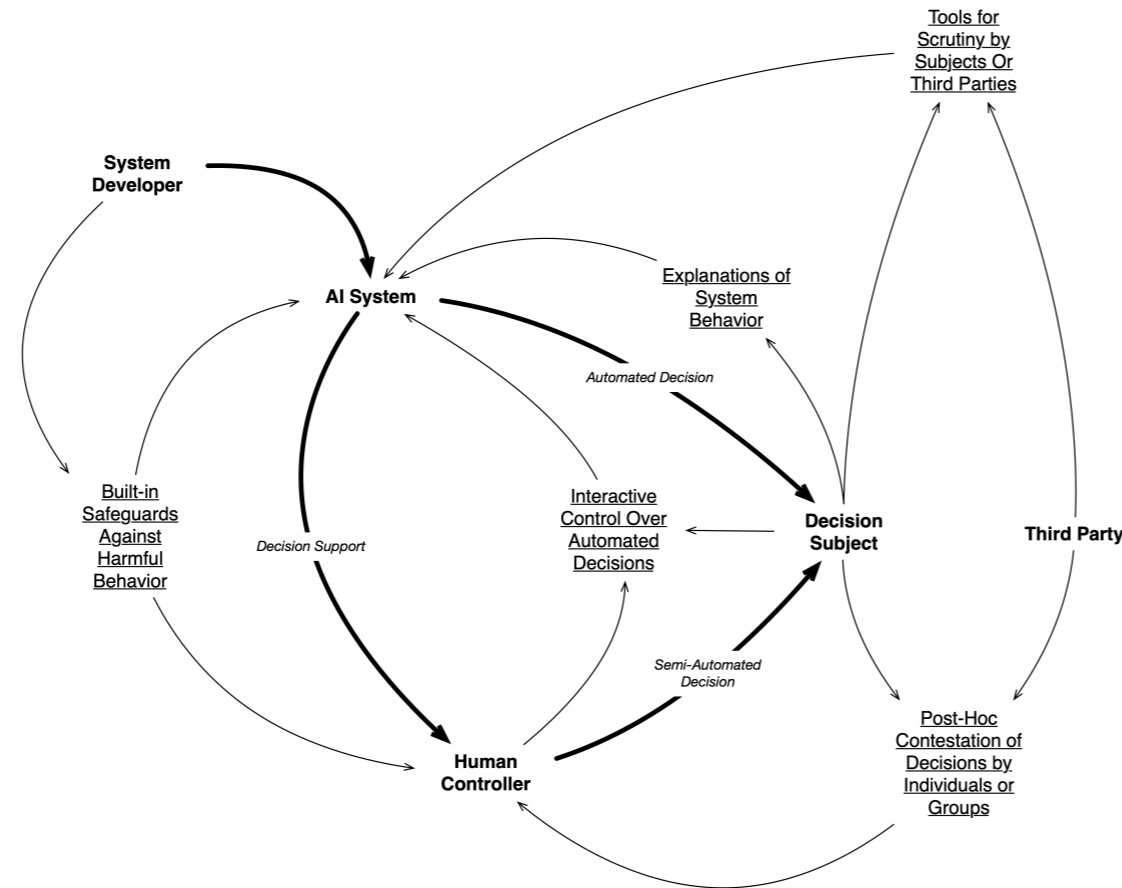 Tools for
Scrutiny by
Subjects Or
Third Parties
System
Developer
AI System
Explanations of
System
Behavior
Automated Decision
Built-in
Safeguards
Against
Harmful
Behavior
Decision Support
Interactive
Control Over
Automated
Decisions
Decision
Subject
Third Party
Semi-Automated
Decision
Human
Controller
Post-Hoc
Contestation of
Decisions by
Individuals or
Groups